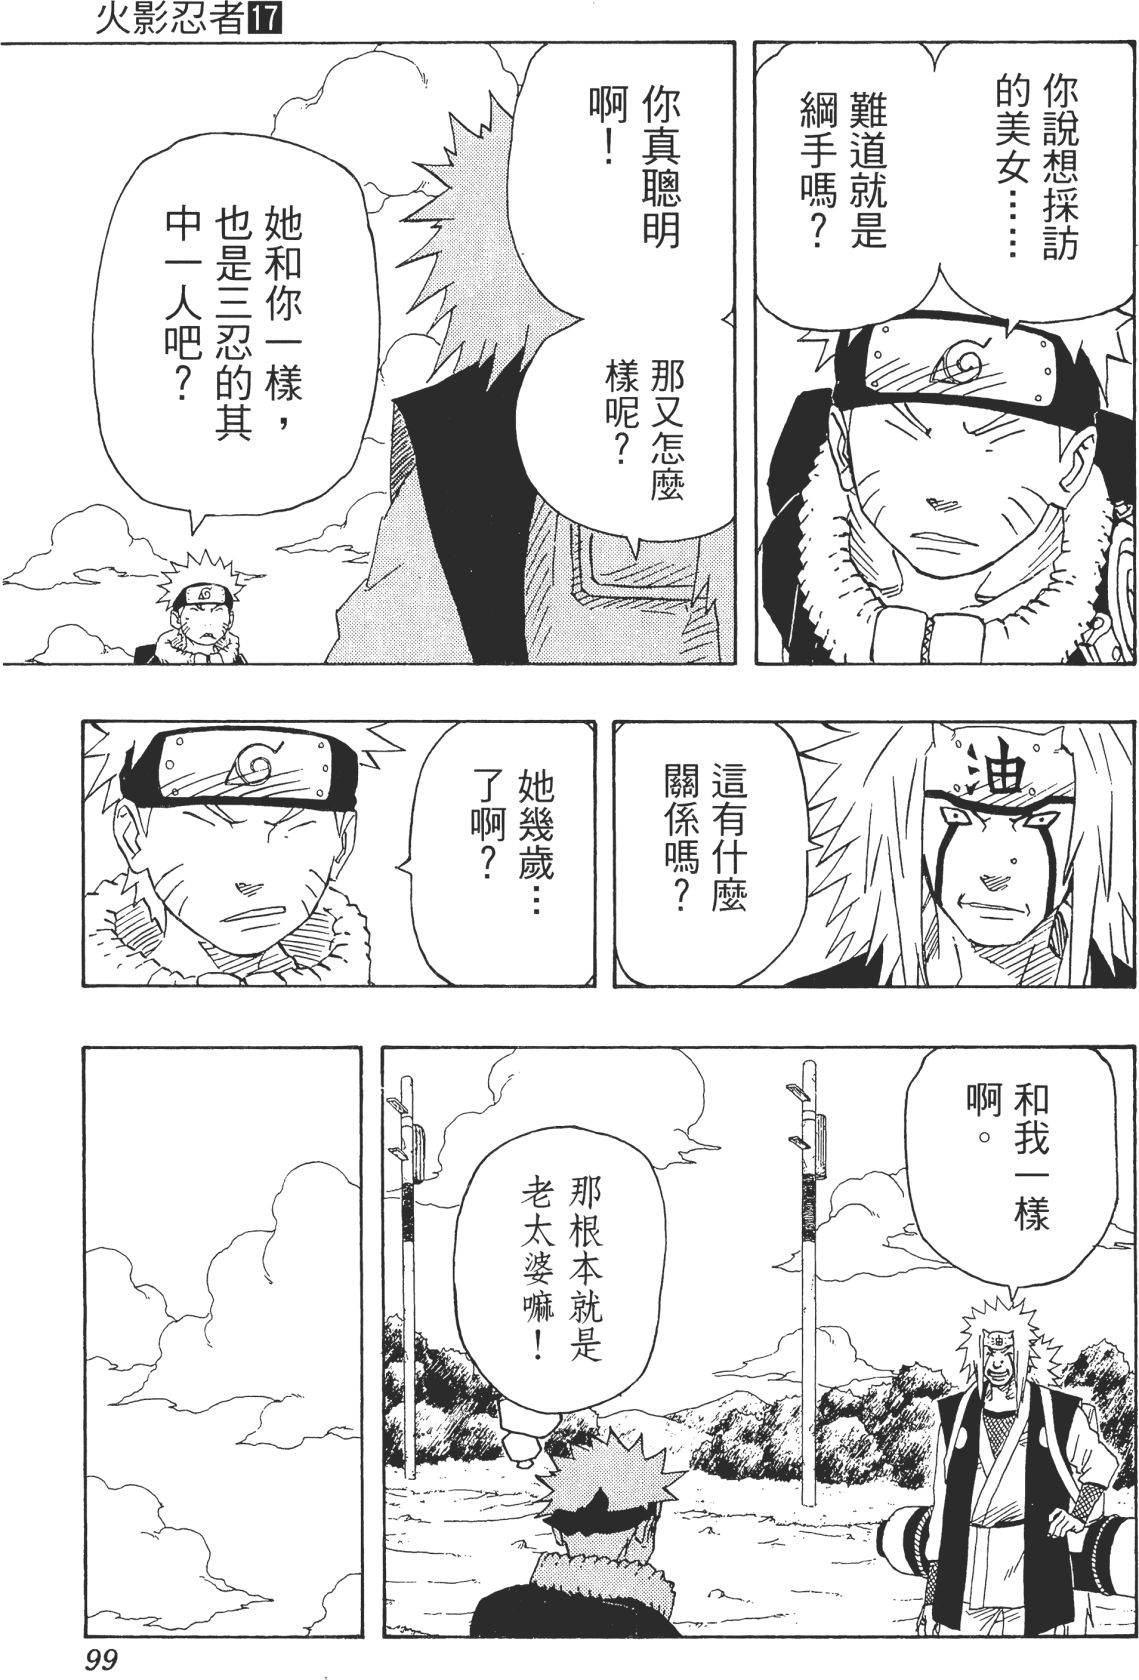 火影忍者17
你說想採訪
的美女……
難道就是
綱手嗎？
你真聰明
啊！
那又怎麼
樣呢？
她和你一樣，
也是三忍的其
中一人吧？
油
這有什麼
關係嗎？
她幾歲…
了啊？
和我一樣
啊。
油
那根本就是
老太婆嘛！
99